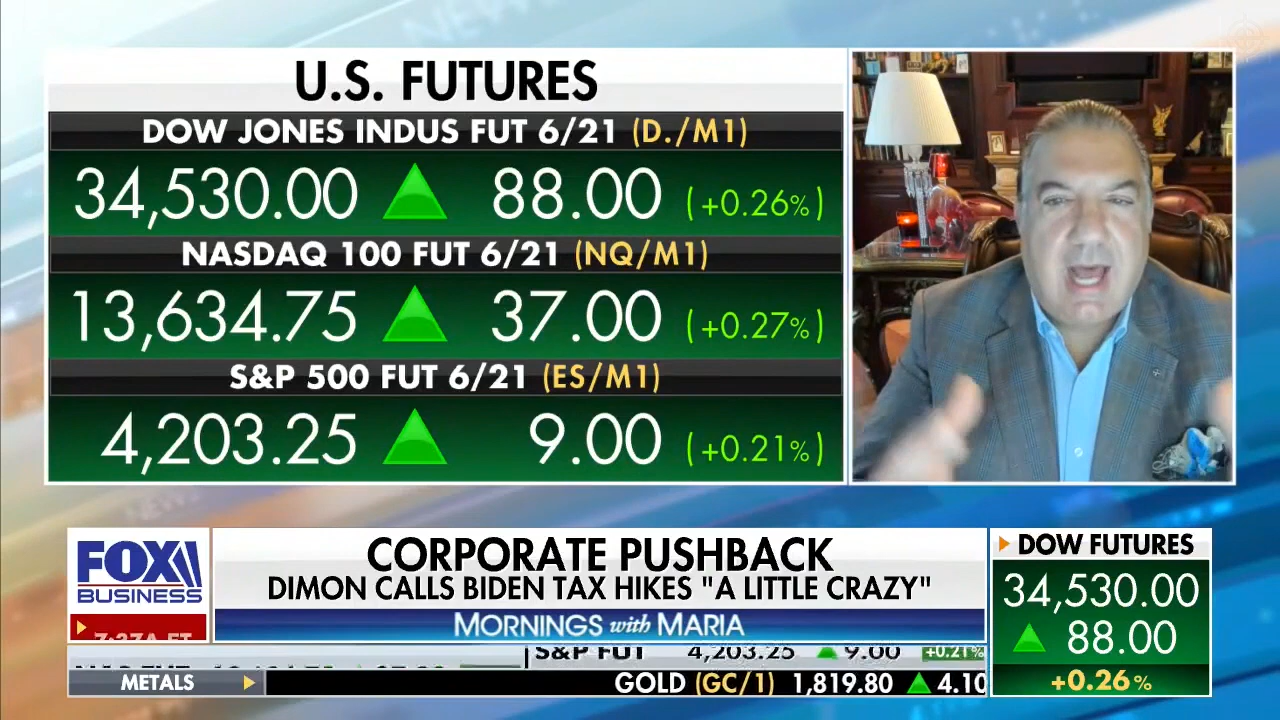 U.S. FUTURES
DOW JONES INDUS FUT 6/21 (D./M1)
34,530.00 88.00 (+0.26%)
NASDAQ 100 FUT 6/21 (NQ/M1)
13,634.75 37.00 (+0.27%)
S&P 500 FUT 6/21 (ES/M1)
4,203.25 9.00 (+0.21%)
FOX BUSINESS
7:37A ET
CORPORATE PUSHBACK
DIMON CALLS BIDEN TAX HIKES "A LITTLE CRAZY"
MORNINGS with MARIA
DOW FUTURES
34,530.00
88.00
+0.26%
S&P FUT 4,203.25 9.00 +0.21%
METALS
GOLD (GC/1) 1,819.80 4.10